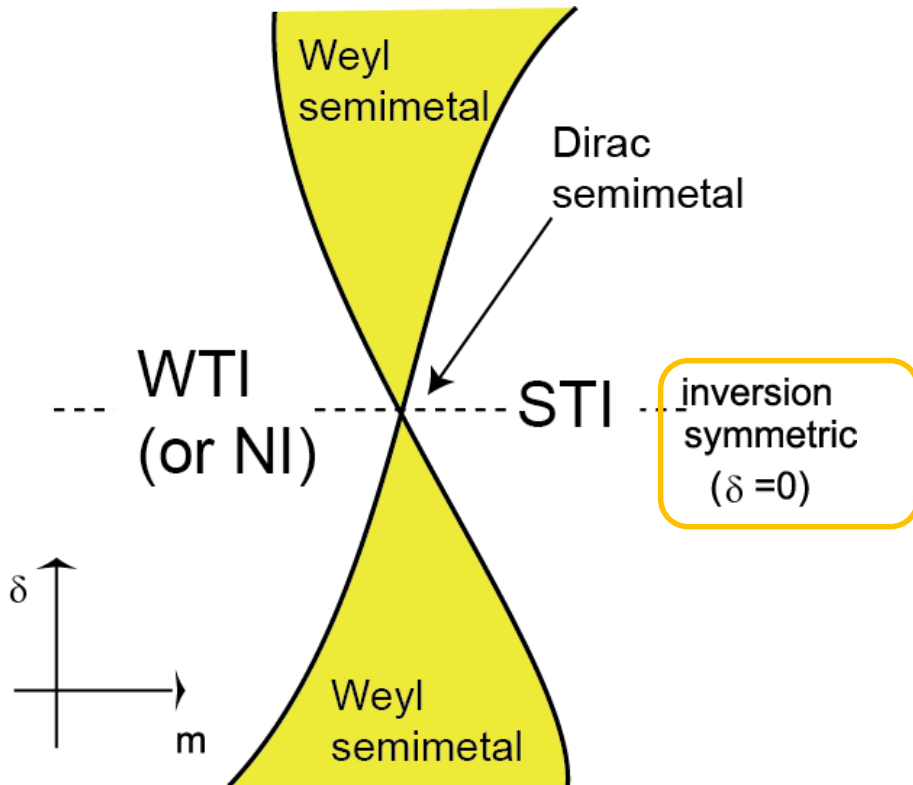 Weyl
semimetal
Dirac
semimetal
WTI
(or NI)
STI
inversion
symmetric
(δ =0)
δ
m
Weyl
semimetal